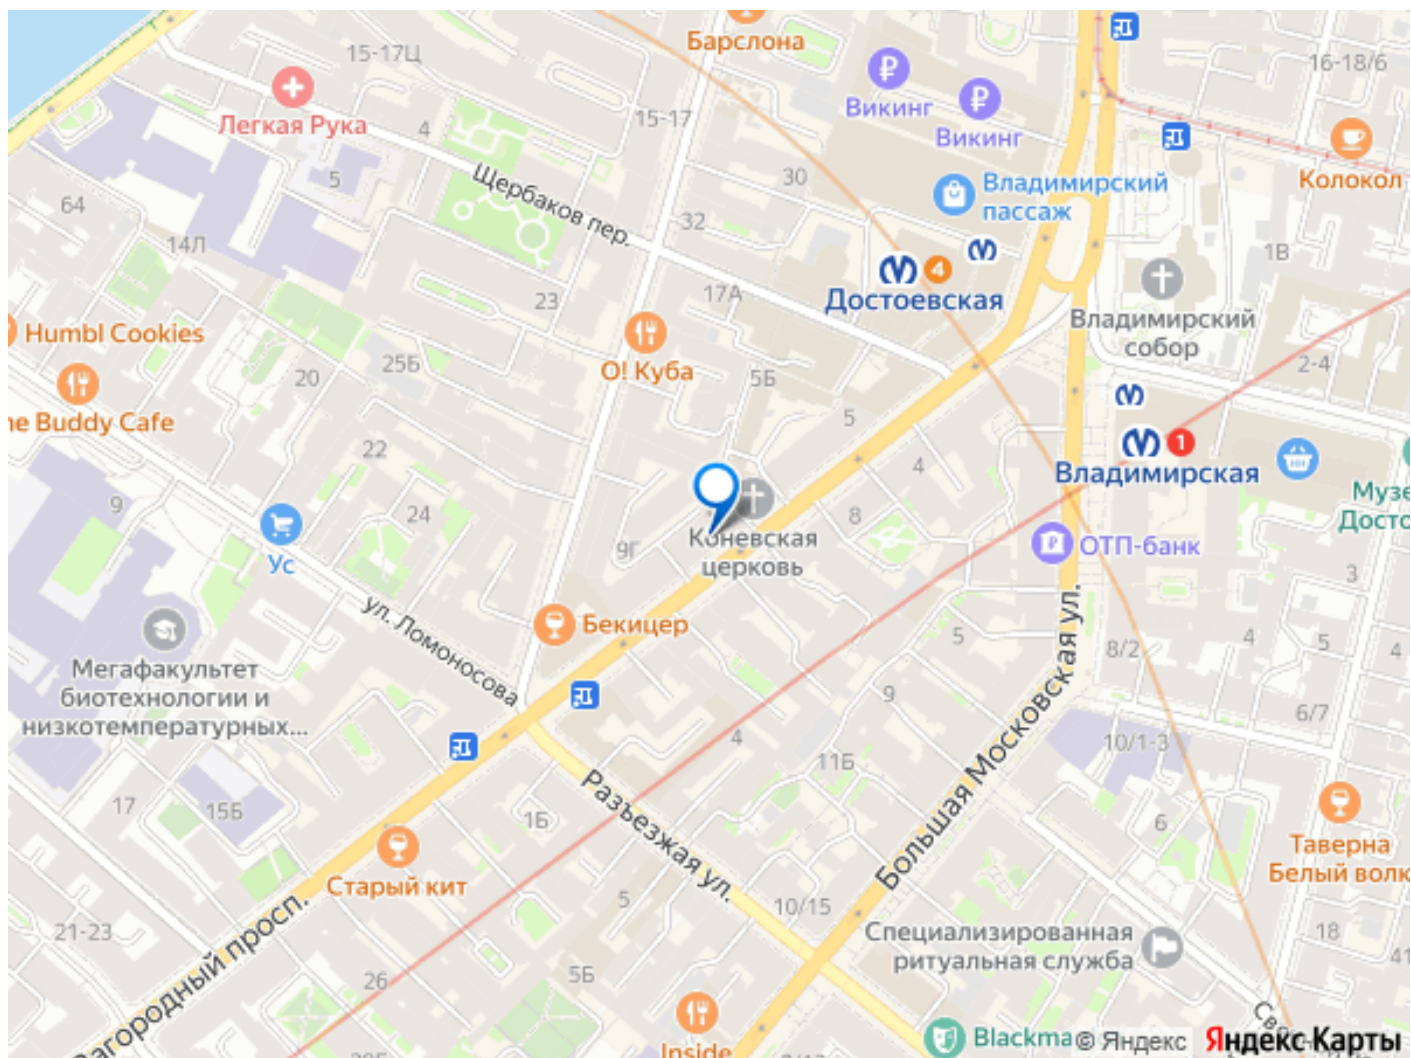 Барслона
15-17Ц
16-18/6
Легкая Рука
4
15-17
Викинг
Викинг
Колокол
5
Щербаков пер.
30
Владимирский
пассаж
64
32
14Л
1В
4
Достоевская
17А
23
Владимирский
собор
Humbl Cookies
О! Куба
25Б
20
5Б
2-4
5
Buddy Cafe
22
4
1
Владимирская
9
24
8
Ус
9Г
Коневская
церковь
ОТП-банк
3
ул. Ломоносова
Бекицер
5
8/2
4
5
4
Мегафакультет
биотехнологии и
низкотемпературных...
9
6/7
4
10/1-3
11Б
Большая Московская ул.
17
15Б
1Б
Разъезжая ул.
6
Таверна
Белый волк
Старый кит
5
10/15
21-23
Загородный просп.
Специализированная
ритуальная служба
18
41
26
5Б
Inside
Blackma
© Яндекс
Яндекс Карты